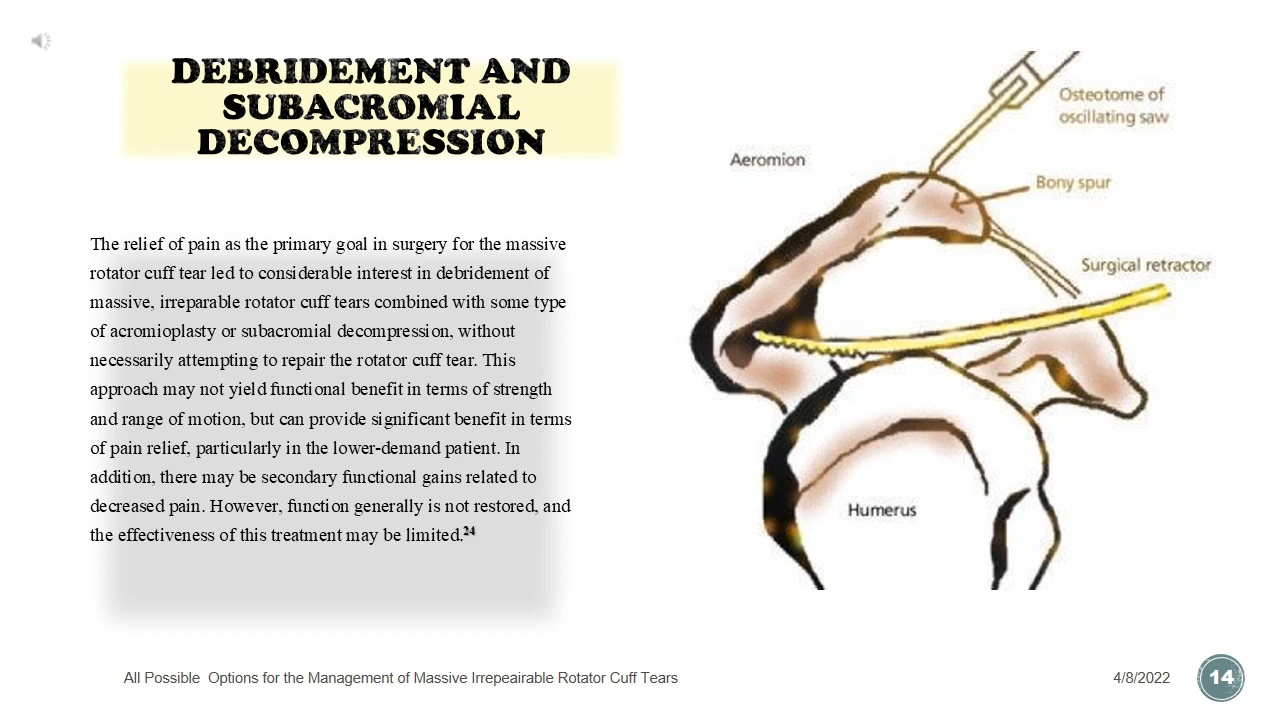 DEBRIDEMENT AND
SUBACROMIAL
DECOMPRESSION
The relief of pain as the primary goal in surgery for the massive
rotator cuff tear led to considerable interest in debridement of
massive, irreparable rotator cuff tears combined with some type
of acromioplasty or subacromial decompression, without
necessarily attempting to repair the rotator cuff tear. This
approach may not yield functional benefit in terms of strength
and range of motion, but can provide significant benefit in terms
of pain relief, particularly in the lower-demand patient. In
addition, there may be secondary functional gains related to
decreased pain. However, function generally is not restored, and
the effectiveness of this treatment may be limited.24
Osteotome of
oscillating saw
Aeromion
Bony spur
Surgical retractor
Humerus
All Possible Options for the Management of Massive Irrepeairable Rotator Cuff Tears
4/8/2022
14